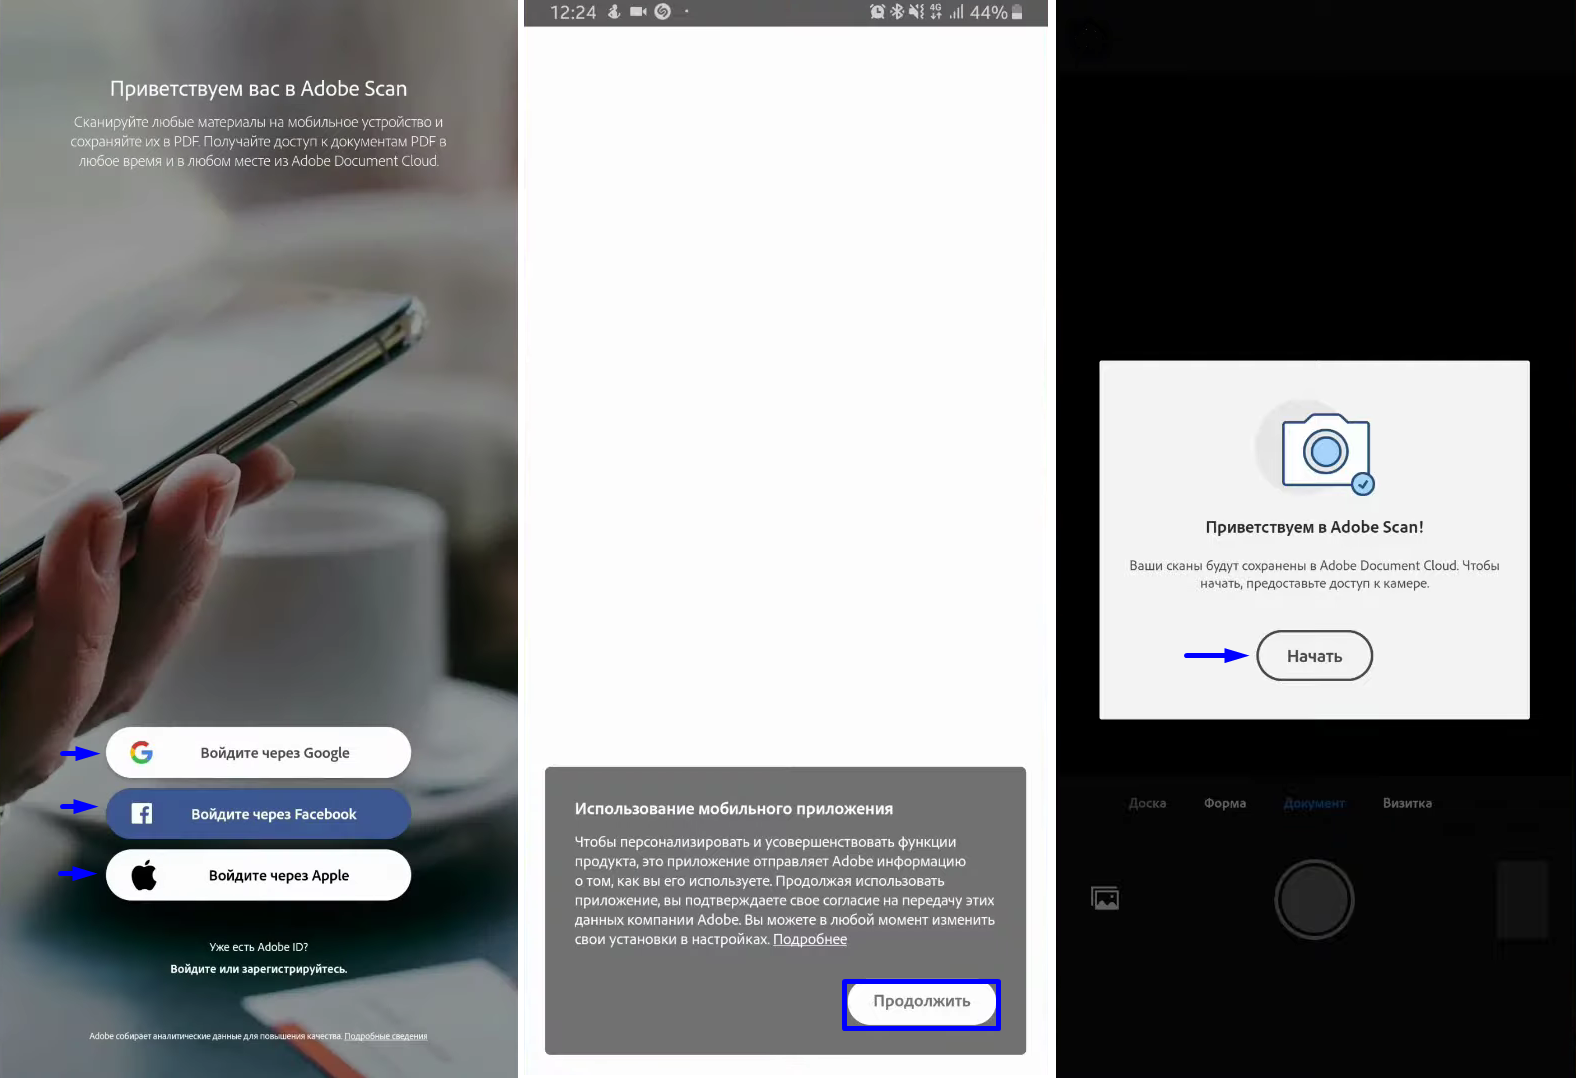 Приветствуем вас в Adobe Scan
Сканируйте любые материалы на мобильное устройство и
сохраняйте их в PDF. Получайте доступ к документам PDF в
любое время и в любом месте из Adobe Document Cloud.
Войдите через Google
Войдите через Facebook
Войдите через Apple
Уже есть Adobe ID?
Войдите или зарегистрируйтесь.
Adobe собирает аналитические данные для повышения качества. Подробные сведения
12:24
4G
44%
Использование мобильного приложения
Чтобы персонализировать и усовершенствовать функции
продукта, это приложение отправляет Adobe информацию
о том, как вы его используете. Продолжая использовать
приложение, вы подтверждаете свое согласие на передачу этих
данных компании Adobe. Вы можете в любой момент изменить
свои установки в настройках. Подробнее
Продолжить
Приветствуем в Adobe Scan!
Ваши сканы будут сохранены в Adobe Document Cloud. Чтобы
начать, предоставьте доступ к камере.
Начать
Доска Форма Документ Визитка